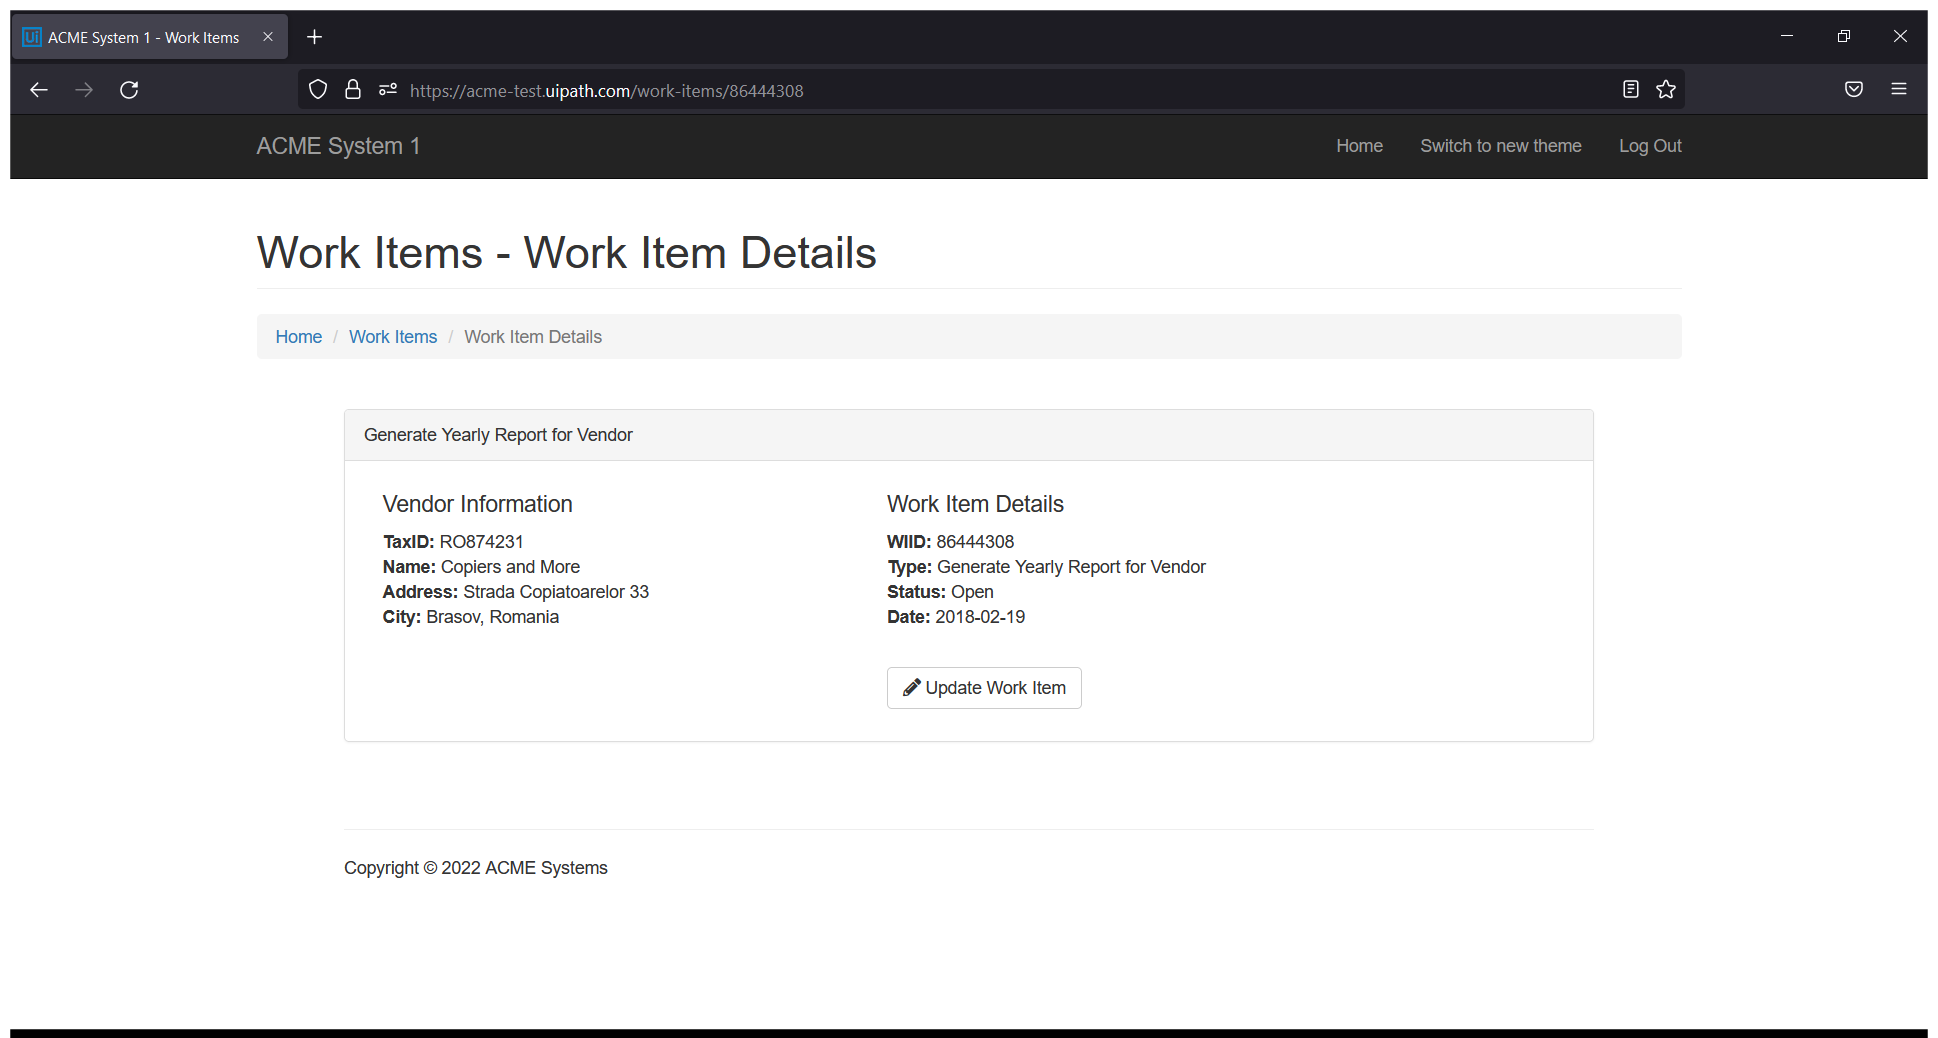 Ui ACME System 1 - Work Items
https://acme-test.uipath.com/work-items/86444308
ACME System 1 Home Switch to new theme Log Out
Work Items - Work Item Details
Home / Work Items / Work Item Details
Generate Yearly Report for Vendor
Vendor Information
TaxID: RO874231
Name: Copiers and More
Address: Strada Copiatoarelor 33
City: Brasov, Romania
Work Item Details
WIID: 86444308
Type: Generate Yearly Report for Vendor
Status: Open
Date: 2018-02-19
Update Work Item
Copyright © 2022 ACME Systems